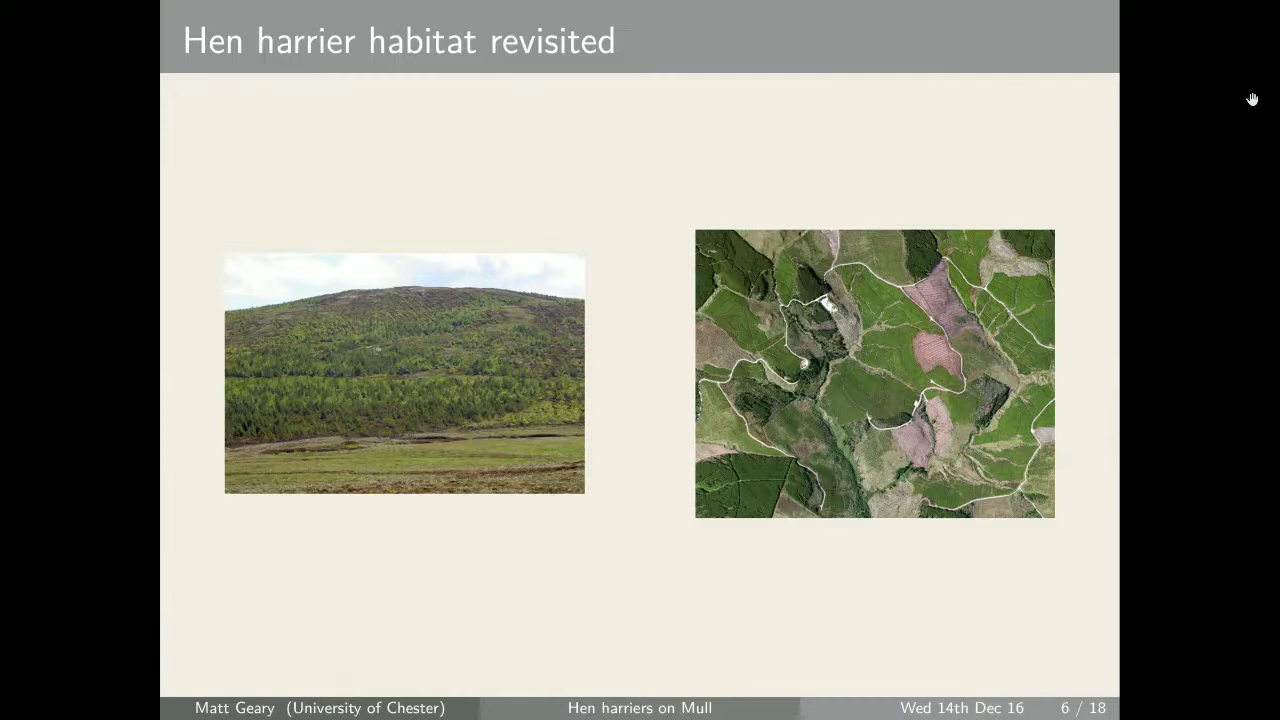 Hen harrier habitat revisited
Matt Geary (University of Chester) Hen harriers on Mull Wed 14th Dec 16 6 / 18